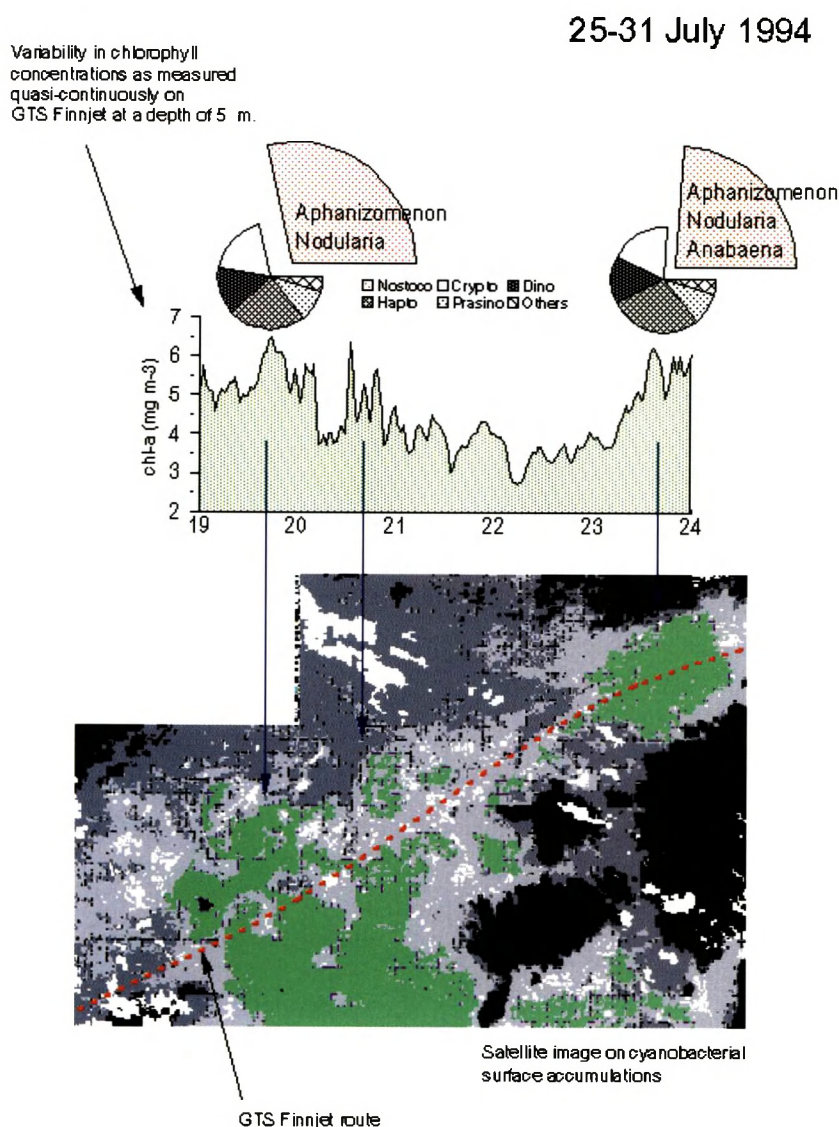 25-31 July 1994
Variability in chlorophyll
concentrations as measured
quasi-continuously on
GTS Finnjet at a depth of 5 m.
Aphanizomenon
Nodularia
Aphanizomenon
Nodularia
Anabaena
Nostoco Crypto Dino
Hapto Prasino Others
chl-a (mg m-3)
7
6
5
4
3
2
19 20 21 22 23 24
Satellite image on cyanobacterial
surface accumulations
GTS Finnjet route